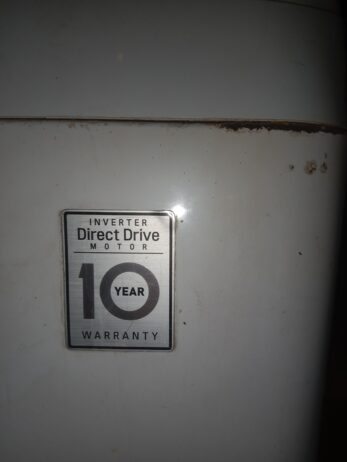 INVERTER
Direct Drive
MOTOR
10 YEAR
WARRANTY